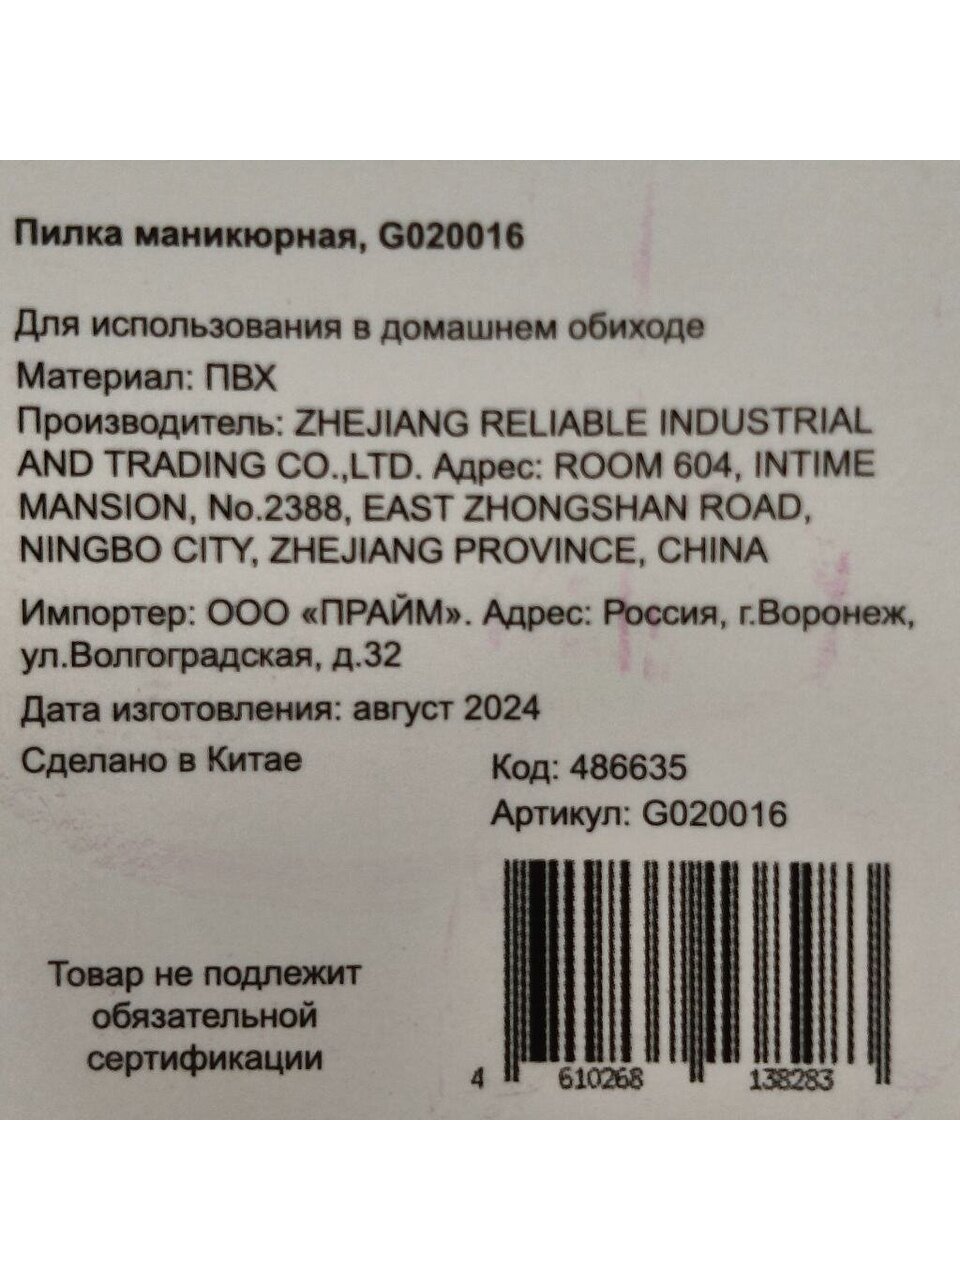 Пилка маникюрная, G020016
Для использования в домашнем обиходе
Материал: ПВХ
Производитель: ZHEJIANG RELIABLE INDUSTRIAL
AND TRADING CO.,LTD. Адрес: ROOM 604, INTIME
MANSION, No.2388, EAST ZHONGSHAN ROAD,
NINGBO CITY, ZHEJIANG PROVINCE, CHINA
Импортер: ООО «ПРАЙМ». Адрес: Россия, г.Воронеж,
ул.Волгоградская, д.32
Дата изготовления: август 2024
Сделано в Китае
Код: 486635
Артикул: G020016
Товар не подлежит
обязательной
сертификации
4 610268 138283